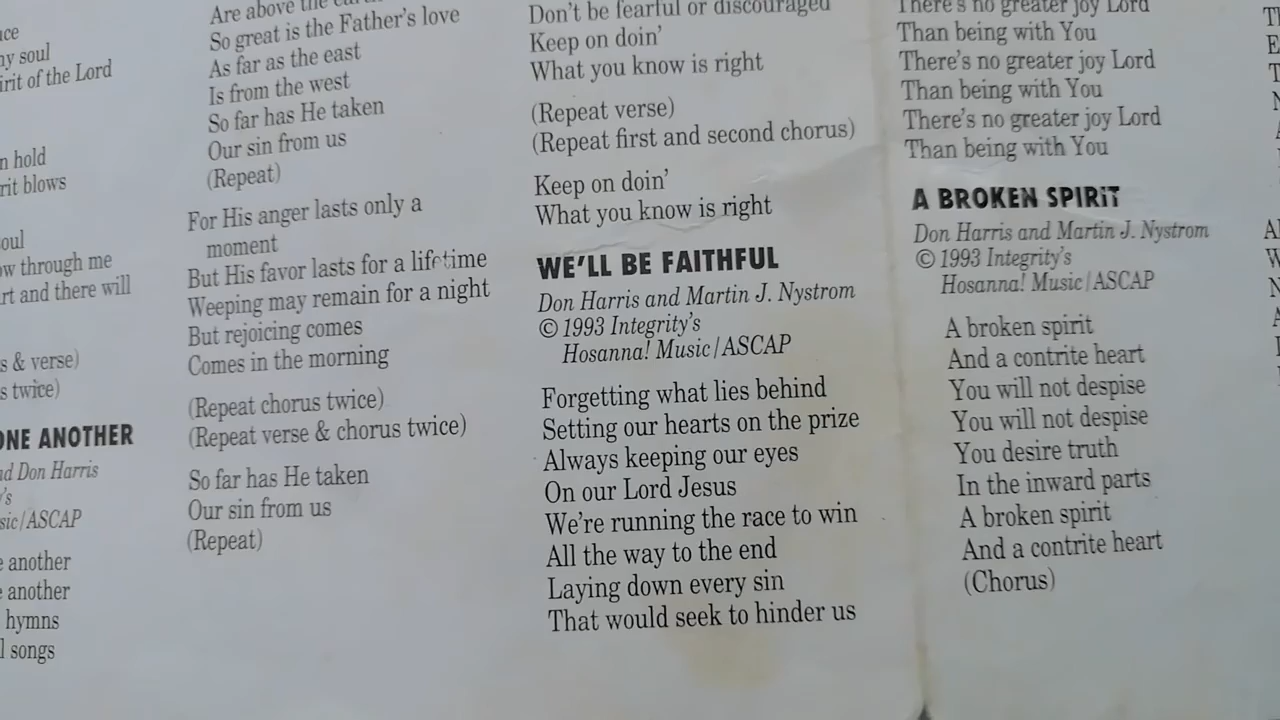 ny soul
irit of the Lord
n hold
rit blows
oul
ow through me
rt and there will
s & verse)
s twice)
ONE ANOTHER
nd Don Harris
y's
sic/ASCAP
e another
e another
hymns
l songs
Are above the
So great is the Father's love
As far as the east
Is from the west
So far has He taken
Our sin from us
(Repeat)
For His anger lasts only a
moment
But His favor lasts for a lifetime
Weeping may remain for a night
But rejoicing comes
Comes in the morning
(Repeat chorus twice)
(Repeat verse & chorus twice)
So far has He taken
Our sin from us
(Repeat)
Don't be fearful or discouraged
Keep on doin'
What you know is right
(Repeat verse)
(Repeat first and second chorus)
Keep on doin'
What you know is right
WE'LL BE FAITHFUL
Don Harris and Martin J. Nystrom
© 1993 Integrity's
Hosanna! Music/ASCAP
Forgetting what lies behind
Setting our hearts on the prize
Always keeping our eyes
On our Lord Jesus
We're running the race to win
All the way to the end
Laying down every sin
That would seek to hinder us
There's no greater joy Lord
Than being with You
There's no greater joy Lord
Than being with You
There's no greater joy Lord
Than being with You
A BROKEN SPIRIT
Don Harris and Martin J. Nystrom
© 1993 Integrity's
Hosanna! Music/ASCAP
A broken spirit
And a contrite heart
You will not despise
You will not despise
You desire truth
In the inward parts
A broken spirit
And a contrite heart
(Chorus)